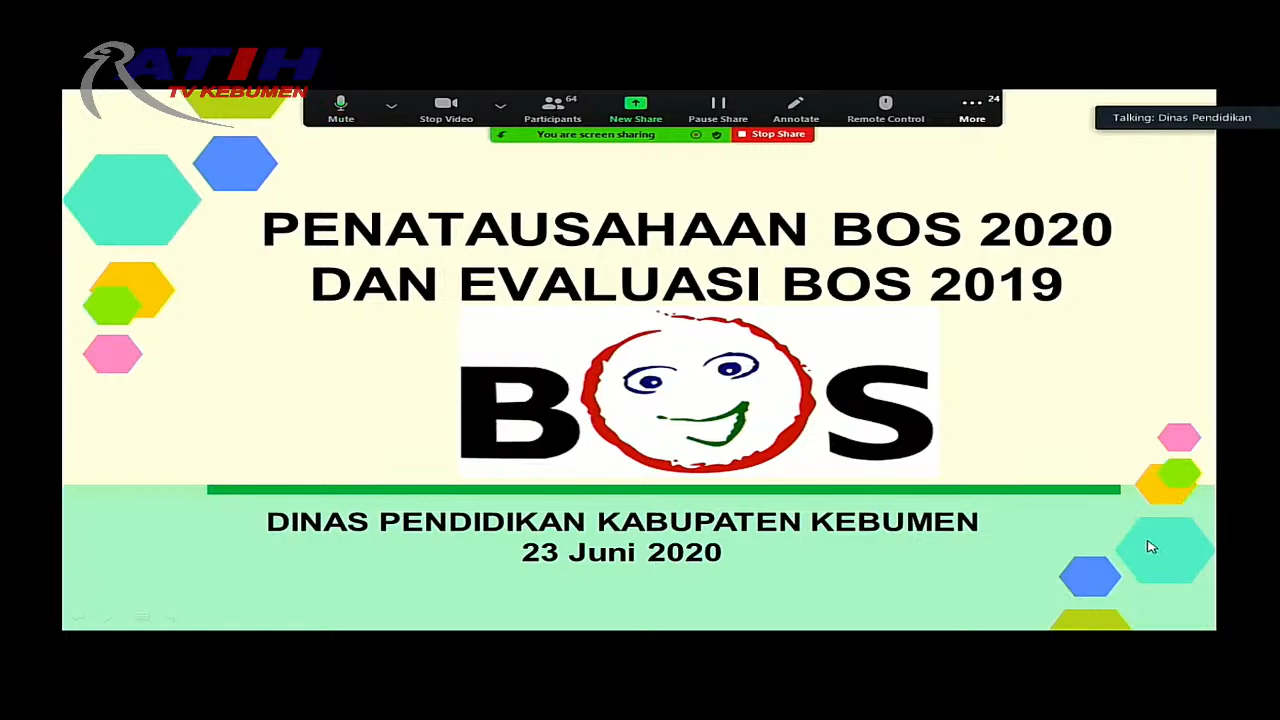 RATIH
TV KEBUMEN
Mute
Stop Video
64
Participants
New Share
Pause Share
Annotate
Remote Control
24
More
You are screen sharing
Stop Share
Talking: Dinas Pendidikan
PENATAUSAHAAN BOS 2020
DAN EVALUASI BOS 2019
BOS
DINAS PENDIDIKAN KABUPATEN KEBUMEN
23 Juni 2020